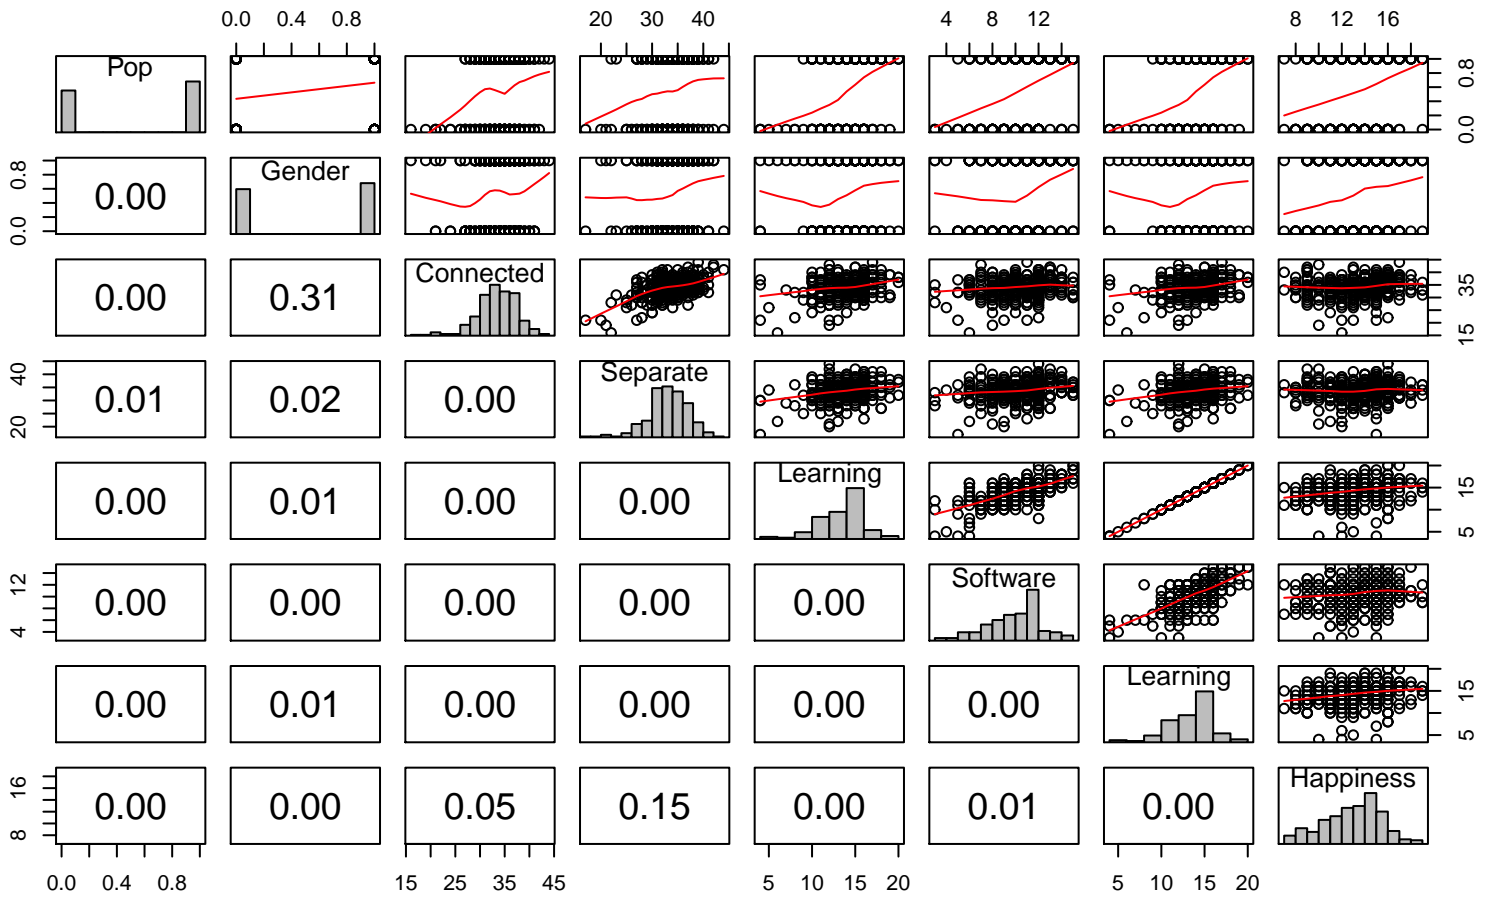 0.0 0.4 0.8 20 30 40 4 8 12 8 12 16
Pop
0.0 0.8
0.0 0.8
0.00
Gender
0.00 0.31
Connected
15 35
20 40
0.01 0.02 0.00
Separate
0.00 0.01 0.00 0.00
Learning
5 15
4 12
0.00 0.00 0.00 0.00 0.00
Software
0.00 0.01 0.00 0.00 0.00 0.00
Learning
5 15
8 16
0.00 0.00 0.05 0.15 0.00 0.01 0.00
Happiness
0.0 0.4 0.8 15 25 35 45 5 10 15 20 5 10 15 20